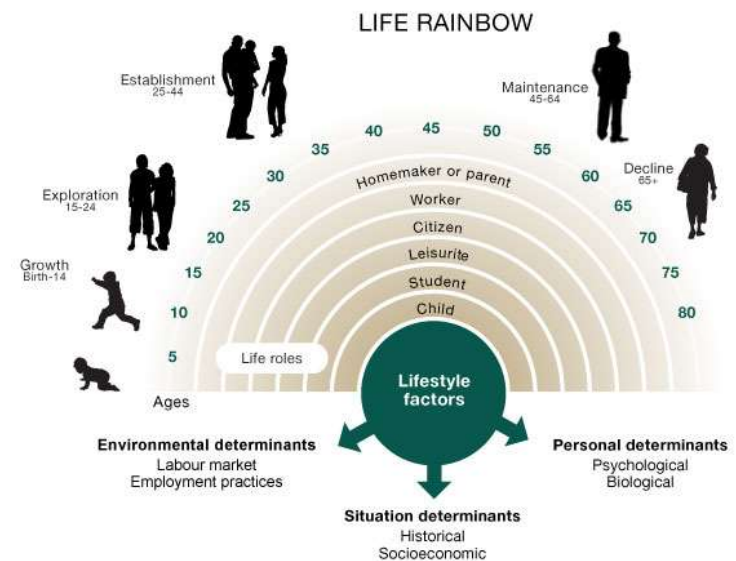 LIFE RAINBOW
Establishment
25-44
Maintenance
45-64
Exploration
15-24
Decline
65+
Growth
Birth-14
5
10
15
20
25
30
35
40
45
50
55
60
65
70
75
80
Homemaker or parent
Worker
Citizen
Leisurite
Student
Child
Life roles
Ages
Lifestyle
factors
Environmental determinants
Labour market
Employment practices
Personal determinants
Psychological
Biological
Situation determinants
Historical
Socioeconomic